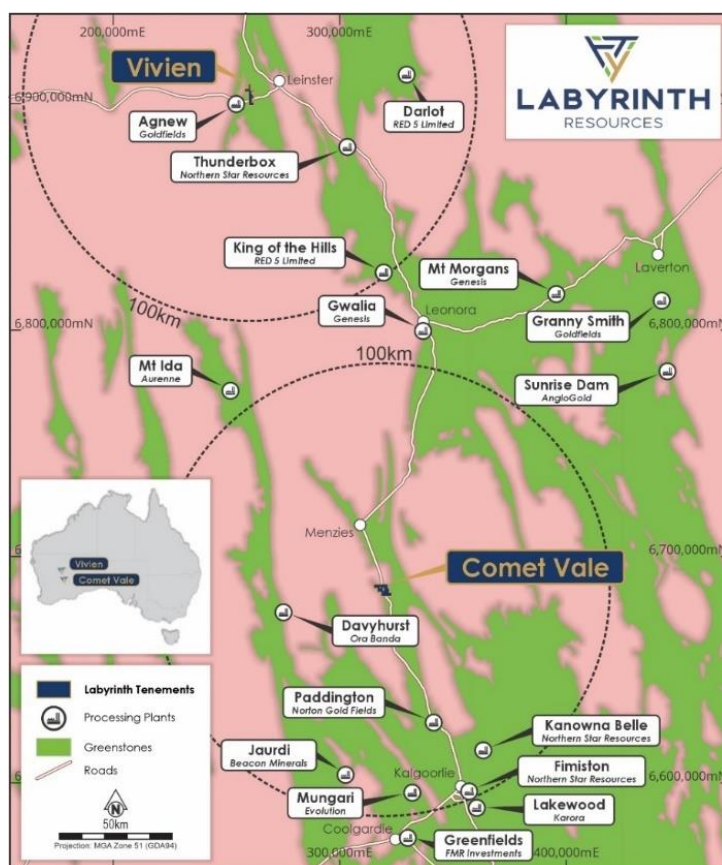 200,000mE
300,000mE
Vivien
Leinster
LABYRINTH
RESOURCES
6,900,000mN
Agnew
Goldfields
Darlot
RED 5 Limited
Thunderbox
Northern Star Resources
King of the Hills
RED 5 Limited
Mt Morgans
Genesis
Laverton
100km
Gwalia
Genesis
Leonora
Granny Smith
Goldfields
6,800,000mN
6,800,000mN
100km
Mt Ida
Aurenne
Sunrise Dam
AngloGold
Menzies
Vivien
Comet Vale
6,700,000mN
Comet Vale
Davyhurst
Ora Banda
Labyrinth Tenements
Processing Plants
Greenstones
Roads
N
50km
Projection: MGA Zone 51 (GDA94)
Paddington
Norton Gold Fields
Kanowna Belle
Northern Star Resources
Jaurdi
Beacon Minerals
Kalgoorlie
Fimiston
Northern Star Resources
6,600,000mN
Mungari
Evolution
Lakewood
Karora
Coolgardie
Greenfields
FMR Investments
300,000mE
400,000mE